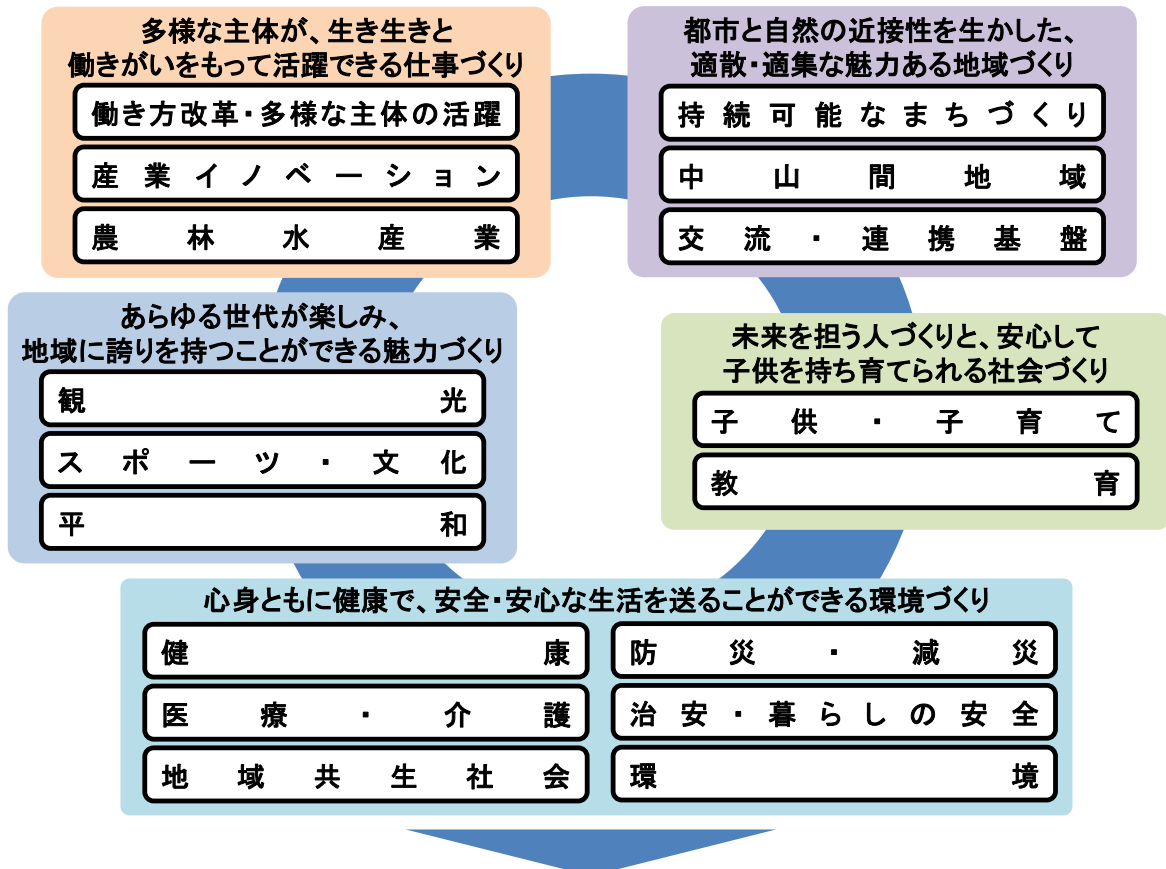 多様な主体が、生き生きと
働きがいをもって活躍できる仕事づくり
働き方改革・多様な主体の活躍
産業イノベーション
農林水産業
都市と自然の近接性を生かした、
適散・適集な魅力ある地域づくり
持続可能なまちづくり
中山間地域
交流・連携基盤
あらゆる世代が楽しみ、
地域に誇りを持つことができる魅力づくり
観光
スポーツ・文化
平和
未来を担う人づくりと、安心して
子供を持ち育てられる社会づくり
子供・子育て
教育
心身ともに健康で、安全・安心な生活を送ることができる環境づくり
健康
医療・介護
地域共生社会
防災・減災
治安・暮らしの安全
環境